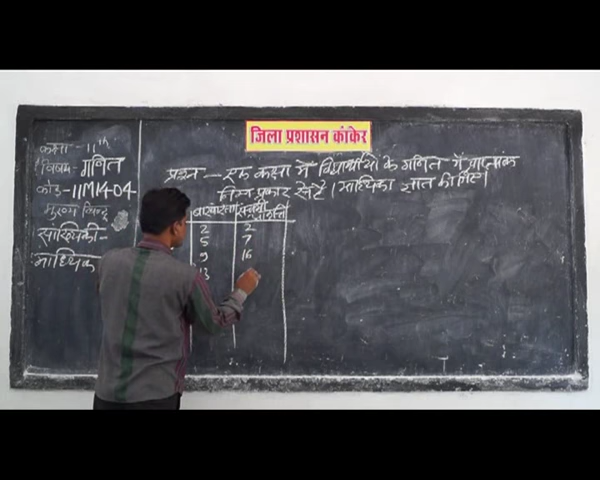 जिला प्रशासन कांकेर
कक्षा - 11th
विषय - गणित
कोड - 11M14-04
मुख्य बिन्दु
सांख्यिकी -
माध्यिका
प्रश्न - एक कक्षा में विद्यार्थियों के गणित में प्राप्तांक
निम्न प्रकार से हैं। माध्यिका ज्ञात कीजिए।
बारंबारता संचयी
2 2
5 7
9 16
13